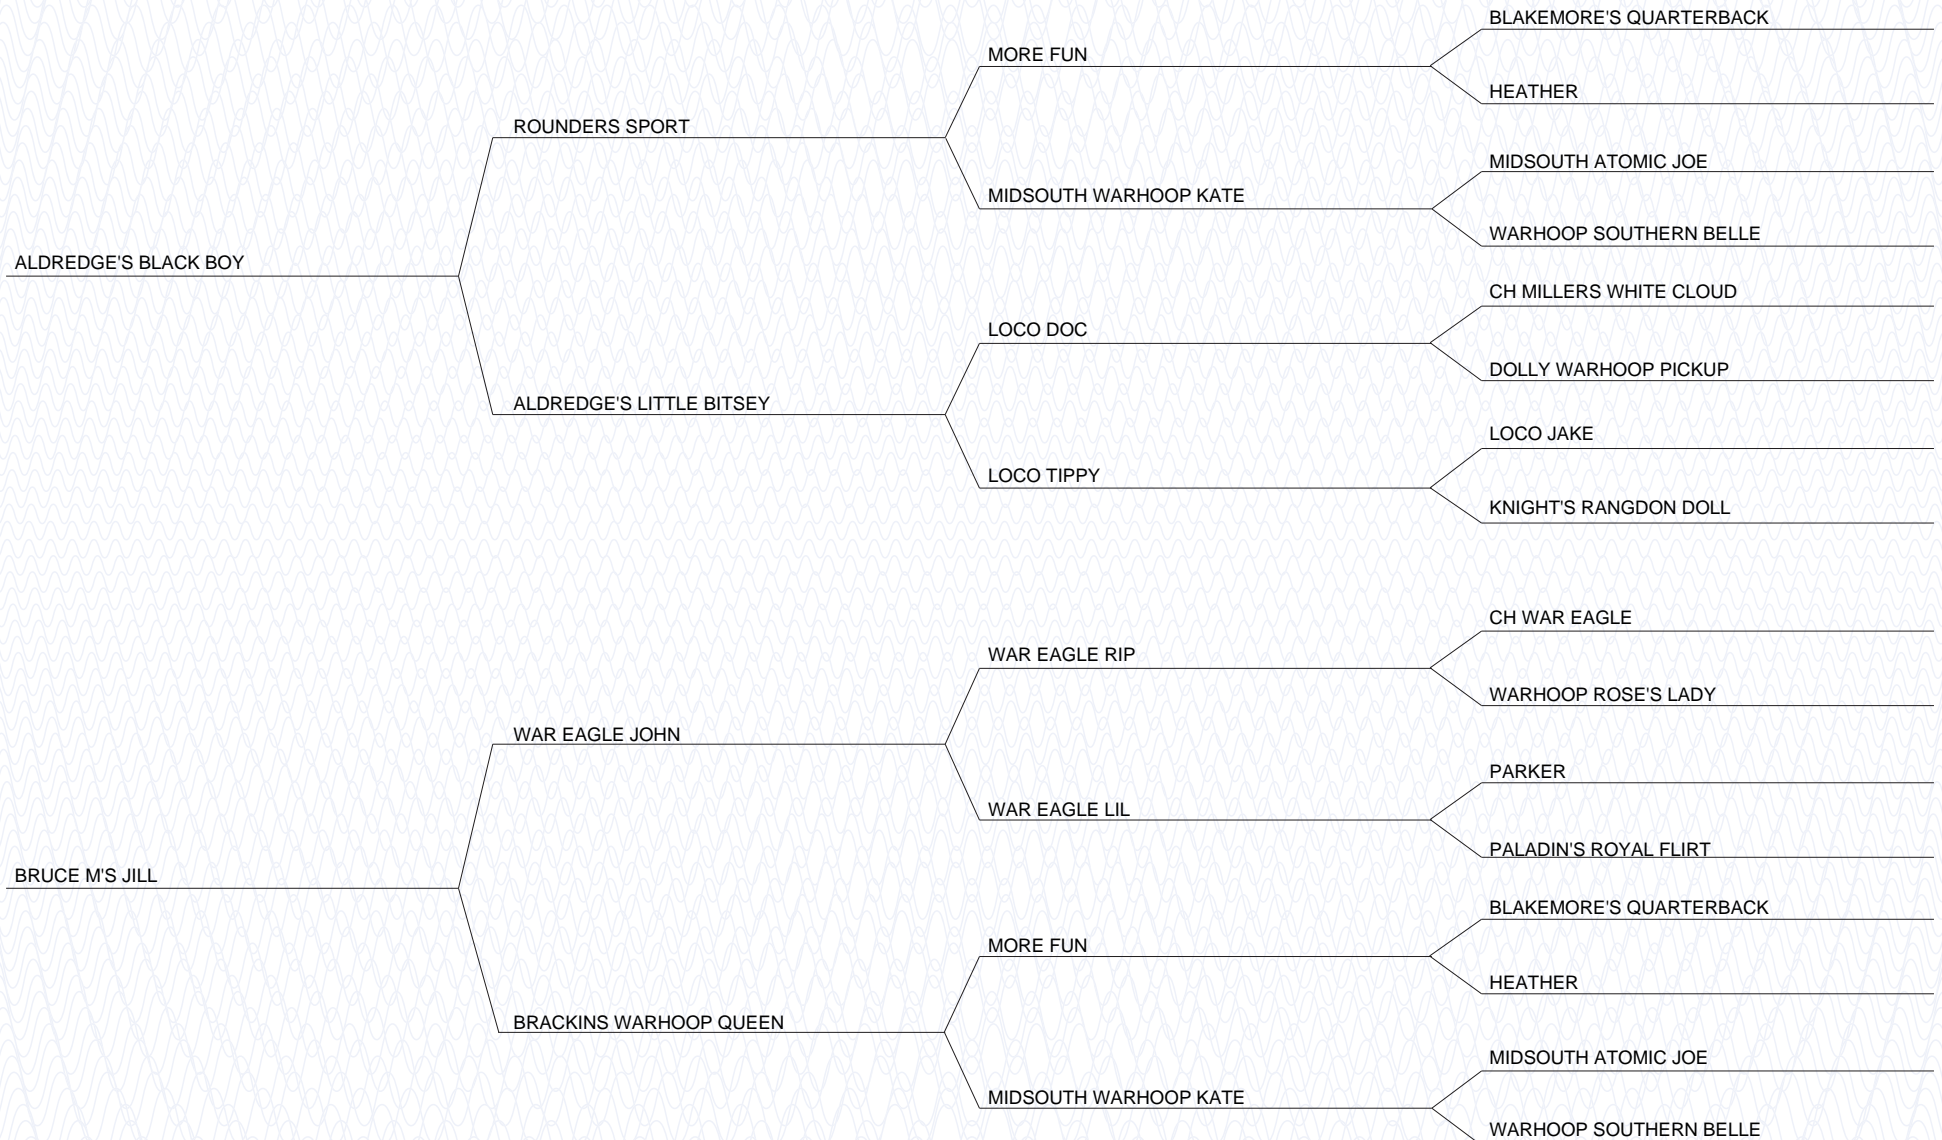 BLAKEMORE'S QUARTERBACK
MORE FUN
HEATHER
ROUNDERS SPORT
MIDSOUTH ATOMIC JOE
MIDSOUTH WARHOOP KATE
WARHOOP SOUTHERN BELLE
ALDREDGE'S BLACK BOY
CH MILLERS WHITE CLOUD
LOCO DOC
DOLLY WARHOOP PICKUP
ALDREDGE'S LITTLE BITSEY
LOCO JAKE
LOCO TIPPY
KNIGHT'S RANGDON DOLL
CH WAR EAGLE
WAR EAGLE RIP
WARHOOP ROSE'S LADY
WAR EAGLE JOHN
PARKER
WAR EAGLE LIL
PALADIN'S ROYAL FLIRT
BRUCE M'S JILL
BLAKEMORE'S QUARTERBACK
MORE FUN
HEATHER
BRACKINS WARHOOP QUEEN
MIDSOUTH ATOMIC JOE
MIDSOUTH WARHOOP KATE
WARHOOP SOUTHERN BELLE